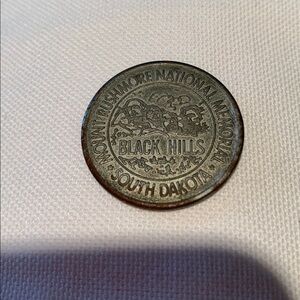 MOUNT RUSHMORE NATIONAL MEMORIAL
BLACK HILLS
SOUTH DAKOTA